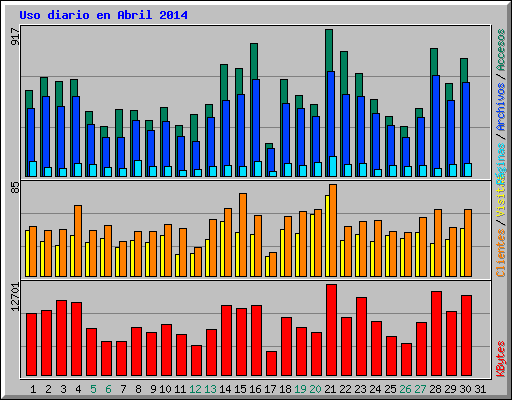 Uso diario en Abril 2014
917
85
12701
Accesos / Archivos / Páginas
Visitas / Clientes
KBytes
1 2 3 4 5 6 7 8 9 10 11 12 13 14 15 16 17 18 19 20 21 22 23 24 25 26 27 28 29 30 31